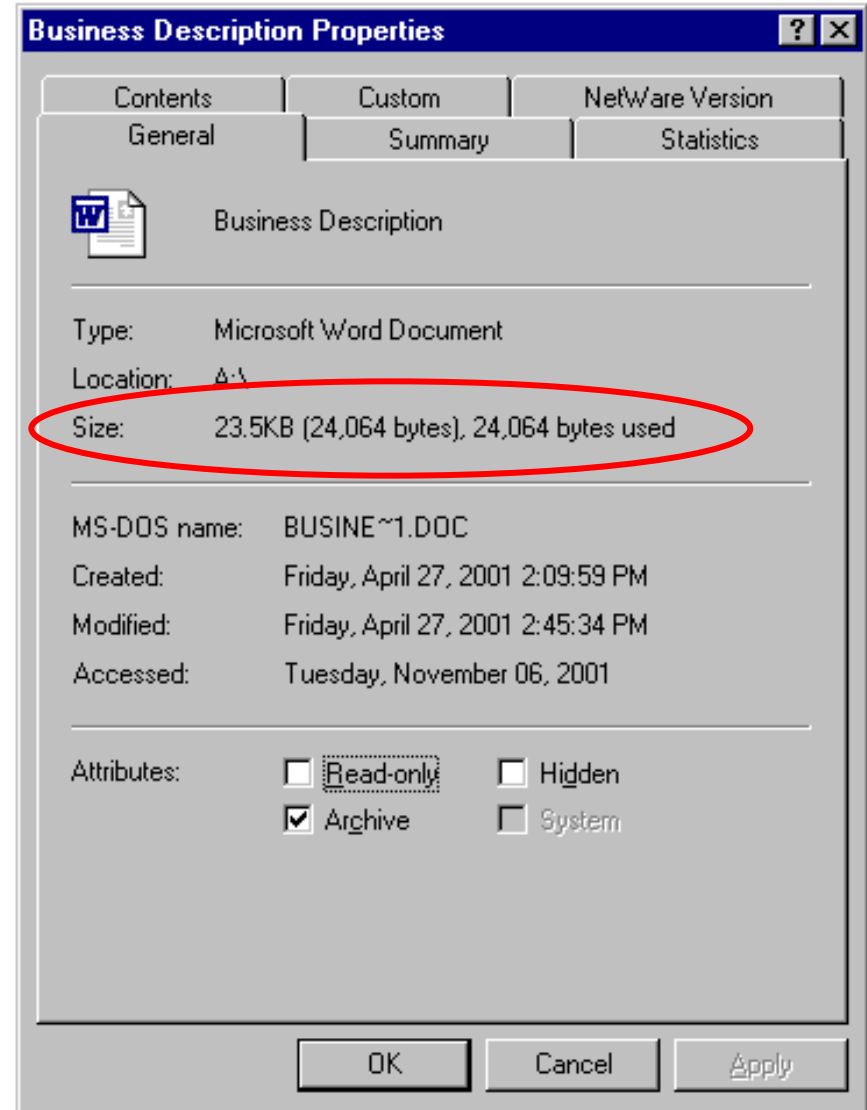 Business Description Properties
Contents Custom NetWare Version
General Summary Statistics
Business Description
Type: Microsoft Word Document
Location: A:\
Size: 23.5KB (24,064 bytes), 24,064 bytes used
MS-DOS name: BUSINE~1.DOC
Created: Friday, April 27, 2001 2:09:59 PM
Modified: Friday, April 27, 2001 2:45:34 PM
Accessed: Tuesday, November 06, 2001
Attributes: Read-only Hidden
Archive System
OK Cancel Apply